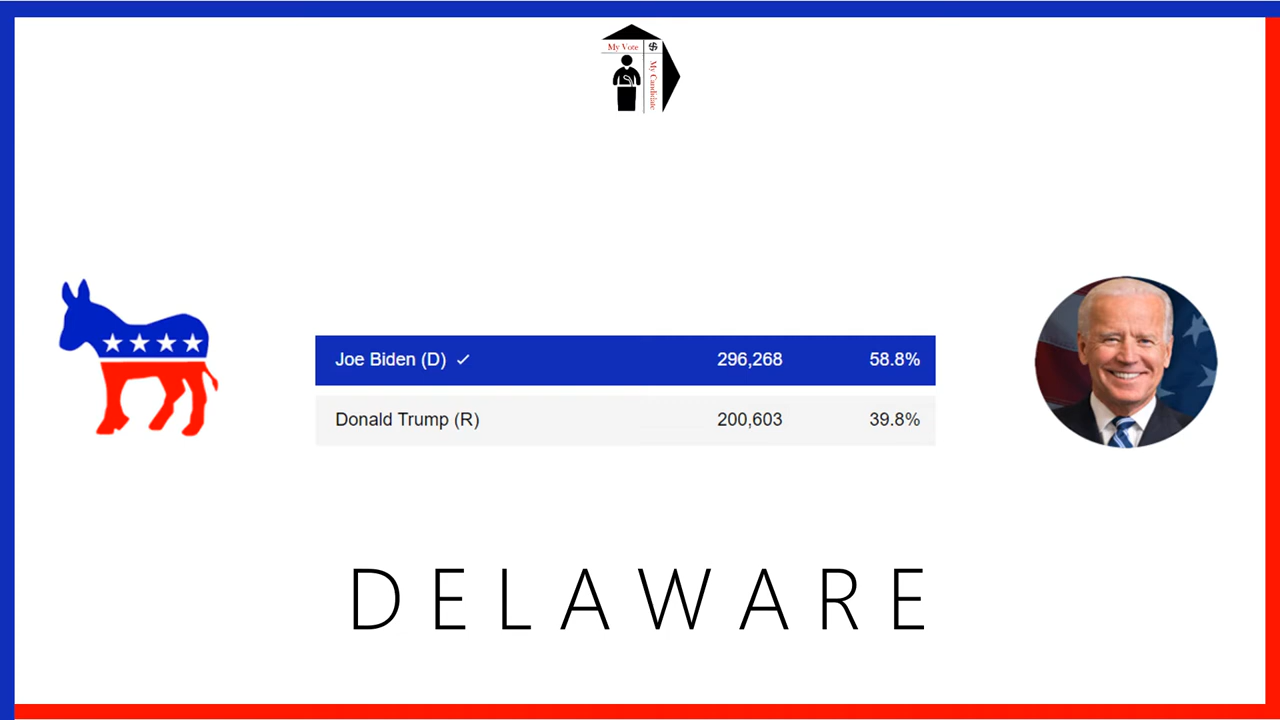 My Vote
My Candidate
Joe Biden (D) ✓ 296,268 58.8%
Donald Trump (R) 200,603 39.8%
DELAWARE